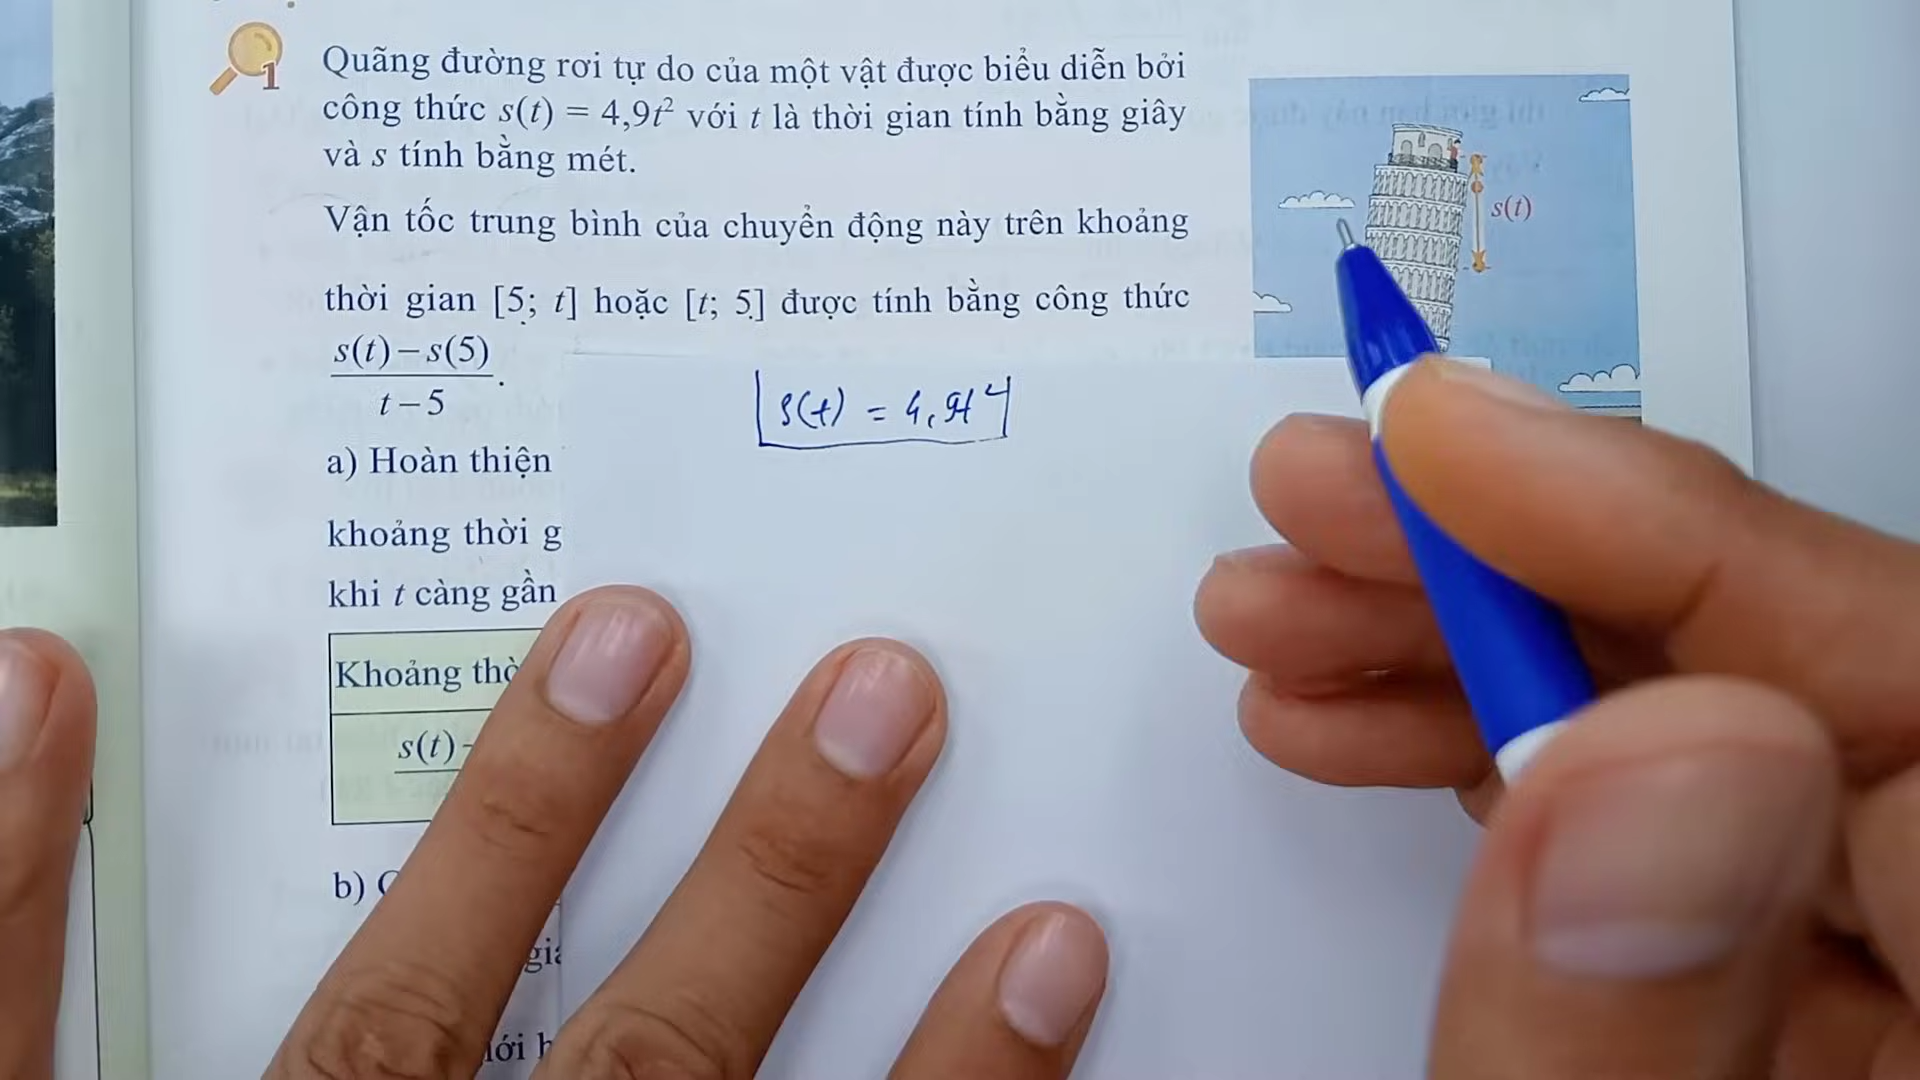 1
Quãng đường rơi tự do của một vật được biểu diễn bởi
công thức s(t) = 4,9t² với t là thời gian tính bằng giây
và s tính bằng mét.
s(t)
Vận tốc trung bình của chuyển động này trên khoảng
thời gian [5; t] hoặc [t; 5] được tính bằng công thức
s(t) – s(5)
t – 5
.
s(t) = 4,9t²
a) Hoàn thiện
khoảng thời g
khi t càng gần
Khoảng thờ
s(t) -
b)